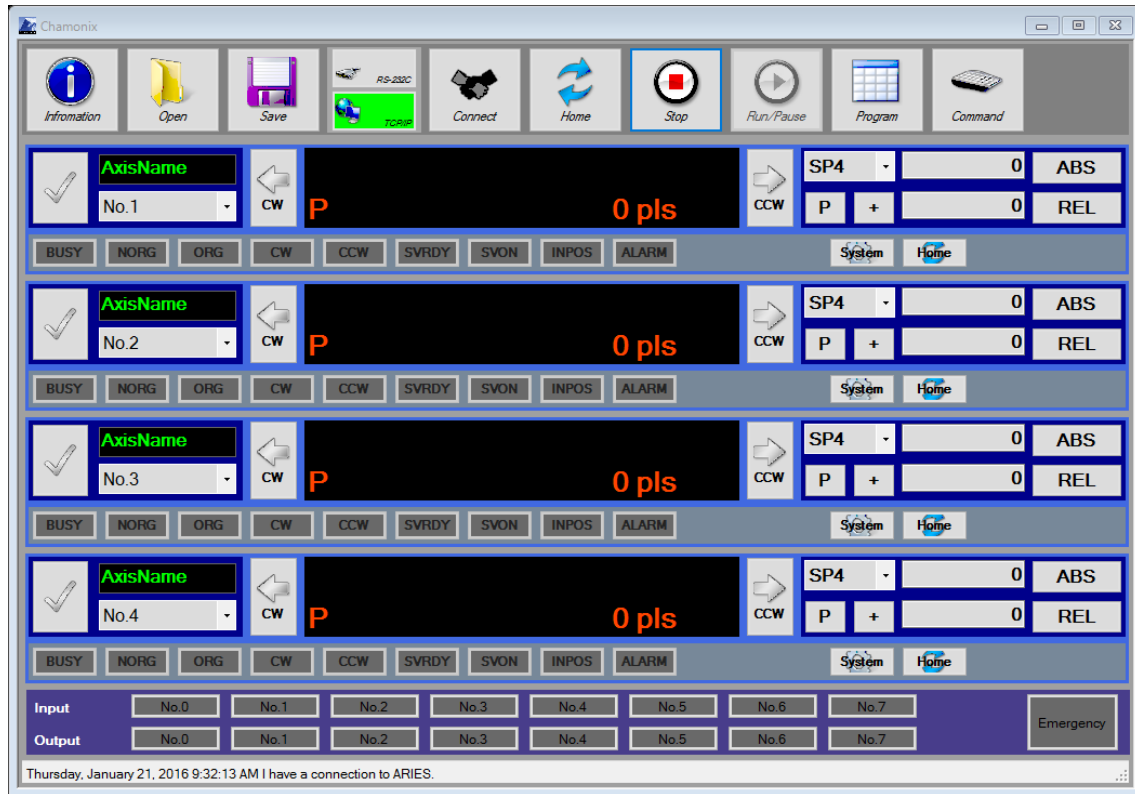 Chamonix
Infromation Open Save RS-232C TCP/IP Connect Home Stop Run/Pause Program Command
AxisName SP4 0 ABS
No.1 CW P 0 pls CCW P + 0 REL
BUSY NORG ORG CW CCW SVRDY SVON INPOS ALARM System Home
AxisName SP4 0 ABS
No.2 CW P 0 pls CCW P + 0 REL
BUSY NORG ORG CW CCW SVRDY SVON INPOS ALARM System Home
AxisName SP4 0 ABS
No.3 CW P 0 pls CCW P + 0 REL
BUSY NORG ORG CW CCW SVRDY SVON INPOS ALARM System Home
AxisName SP4 0 ABS
No.4 CW P 0 pls CCW P + 0 REL
BUSY NORG ORG CW CCW SVRDY SVON INPOS ALARM System Home
Input No.0 No.1 No.2 No.3 No.4 No.5 No.6 No.7
Emergency
Output No.0 No.1 No.2 No.3 No.4 No.5 No.6 No.7
Thursday, January 21, 2016 9:32:13 AM I have a connection to ARIES.